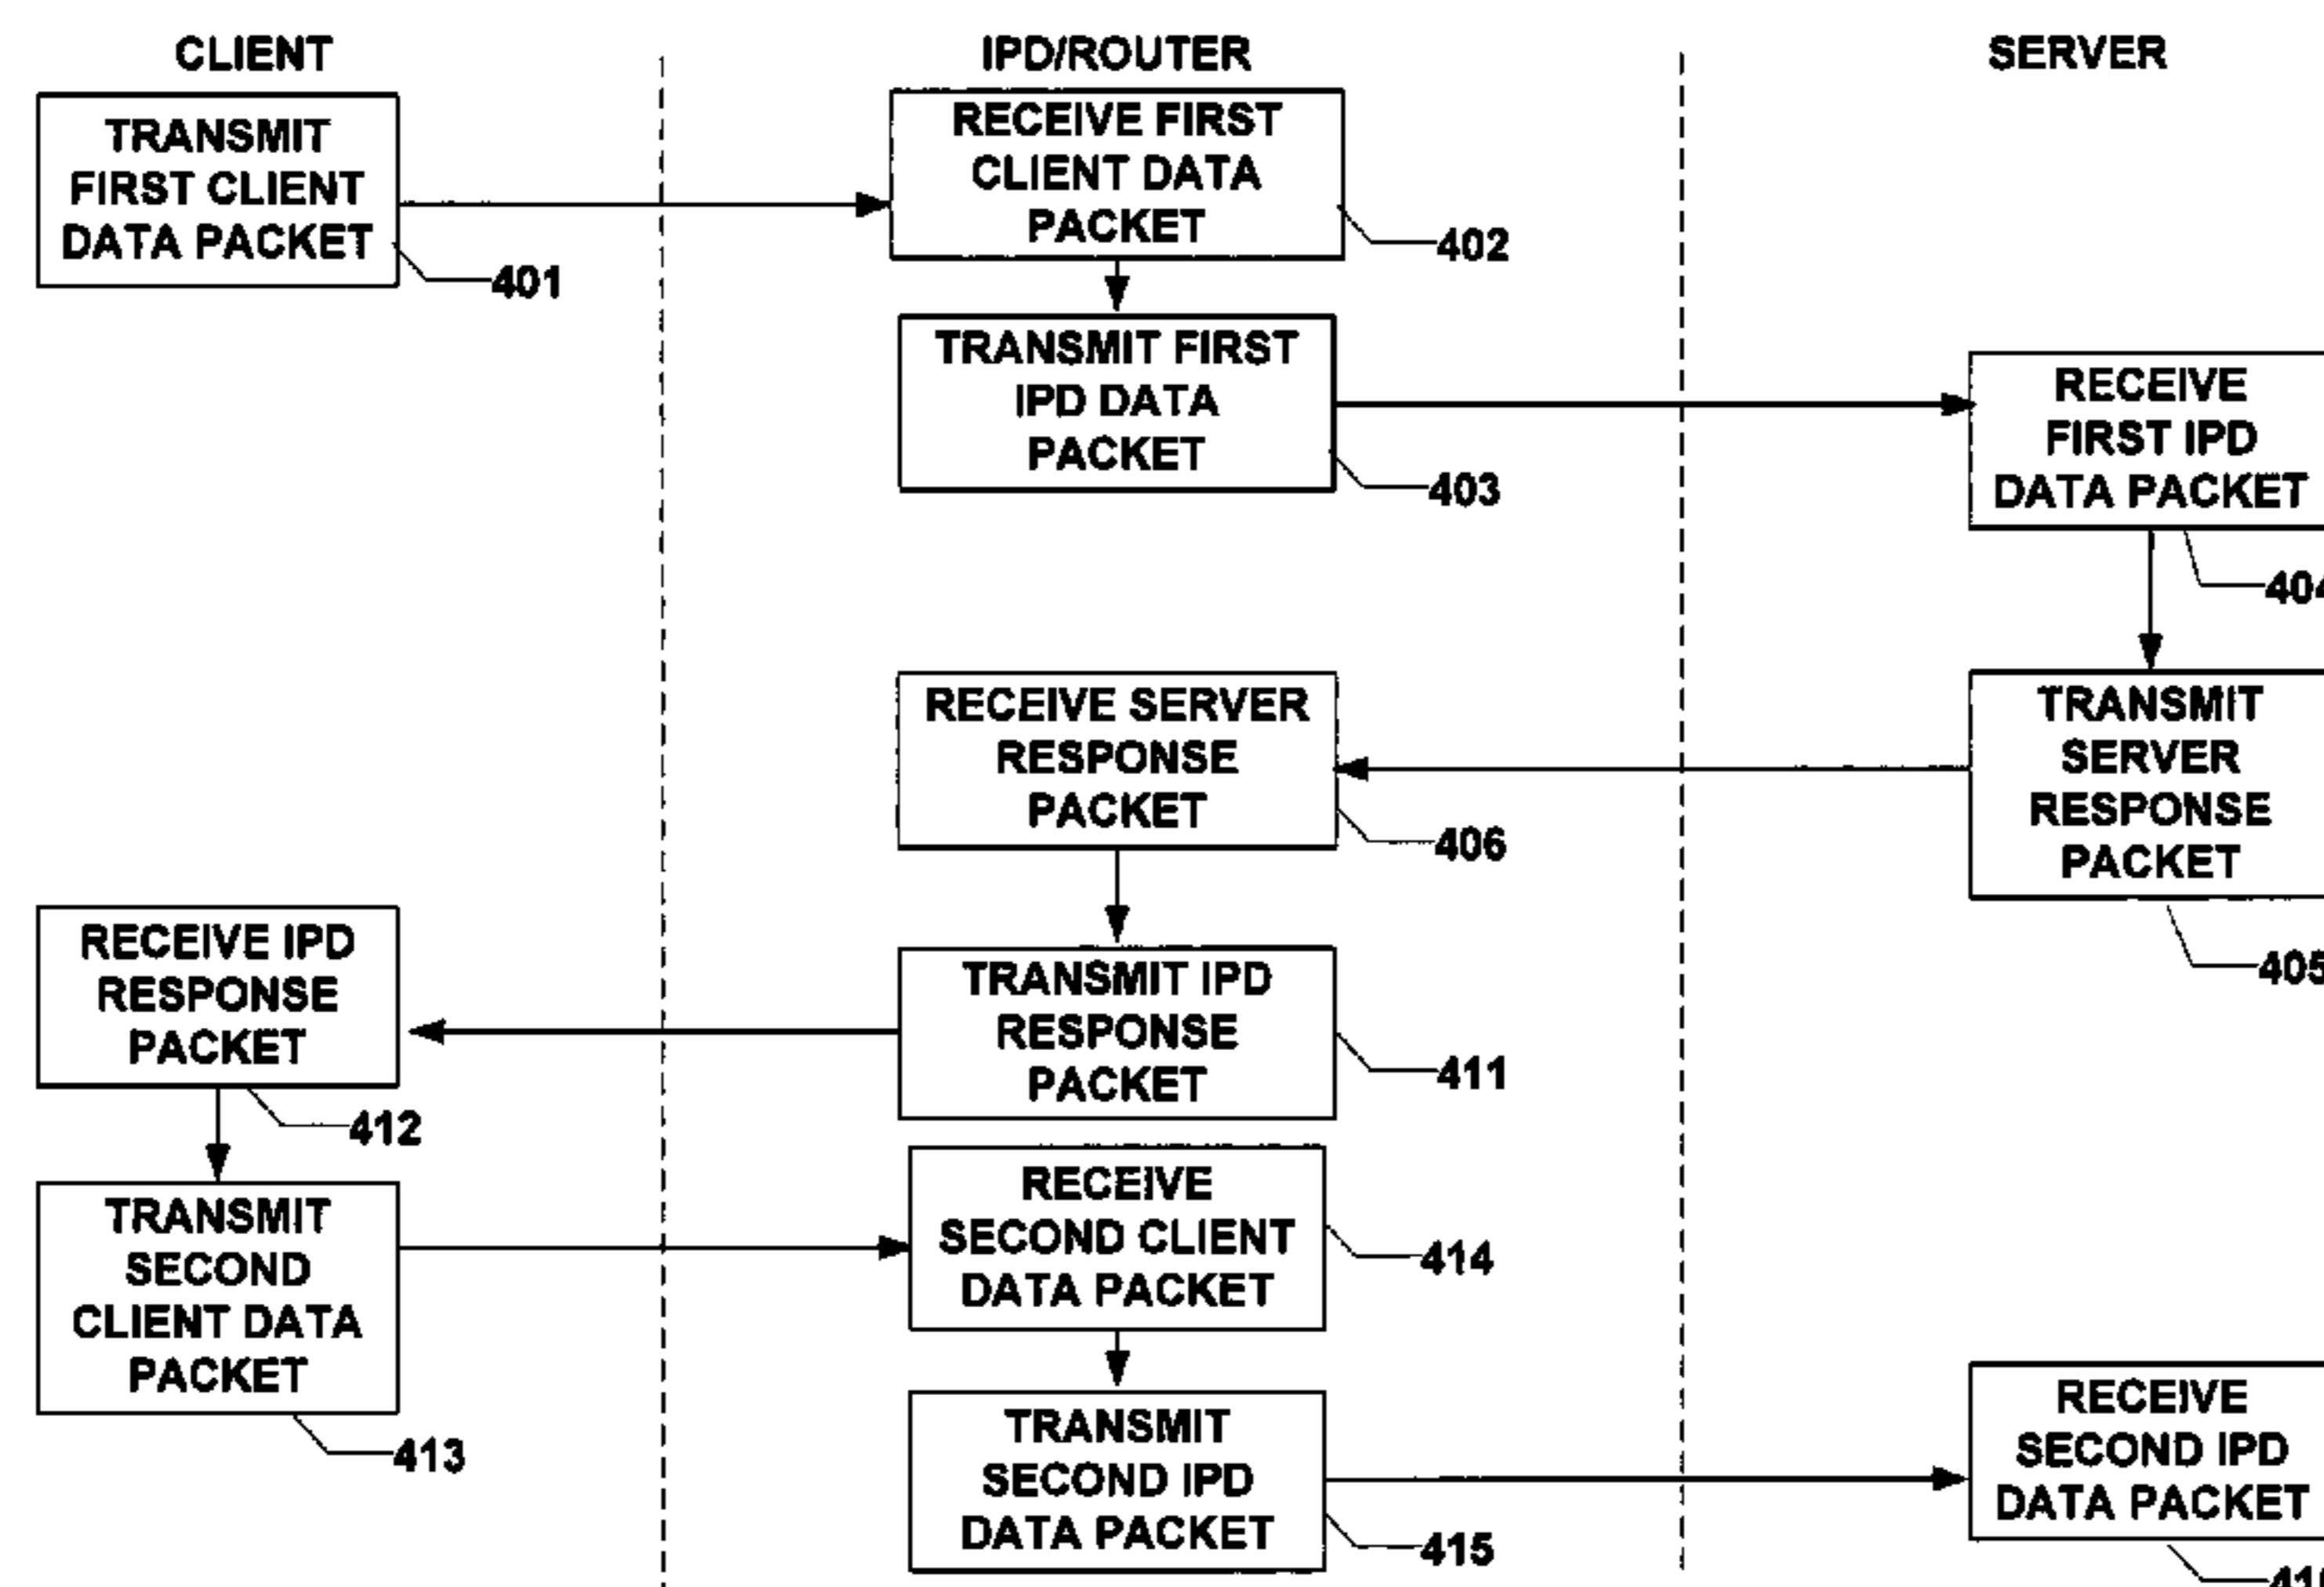 CLIENT
IPD/ROUTER
SERVER
TRANSMIT
FIRST CLIENT
DATA PACKET
401
RECEIVE FIRST
CLIENT DATA
PACKET
402
TRANSMIT FIRST
IPD DATA
PACKET
403
RECEIVE
FIRST IPD
DATA PACKET
404
TRANSMIT
SERVER
RESPONSE
PACKET
405
RECEIVE SERVER
RESPONSE
PACKET
406
TRANSMIT IPD
RESPONSE
PACKET
411
RECEIVE IPD
RESPONSE
PACKET
412
TRANSMIT
SECOND
CLIENT DATA
PACKET
413
RECEIVE
SECOND CLIENT
DATA PACKET
414
TRANSMIT
SECOND IPD
DATA PACKET
415
RECEIVE
SECOND IPD
DATA PACKET